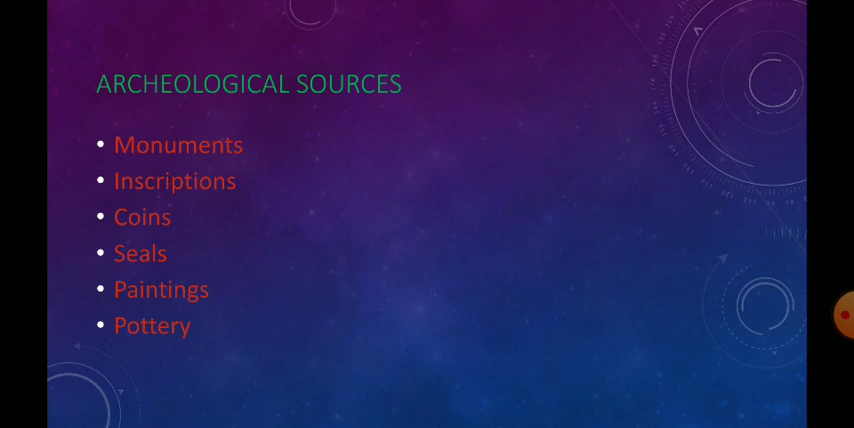 ARCHEOLOGICAL SOURCES
• Monuments
• Inscriptions
• Coins
• Seals
• Paintings
• Pottery